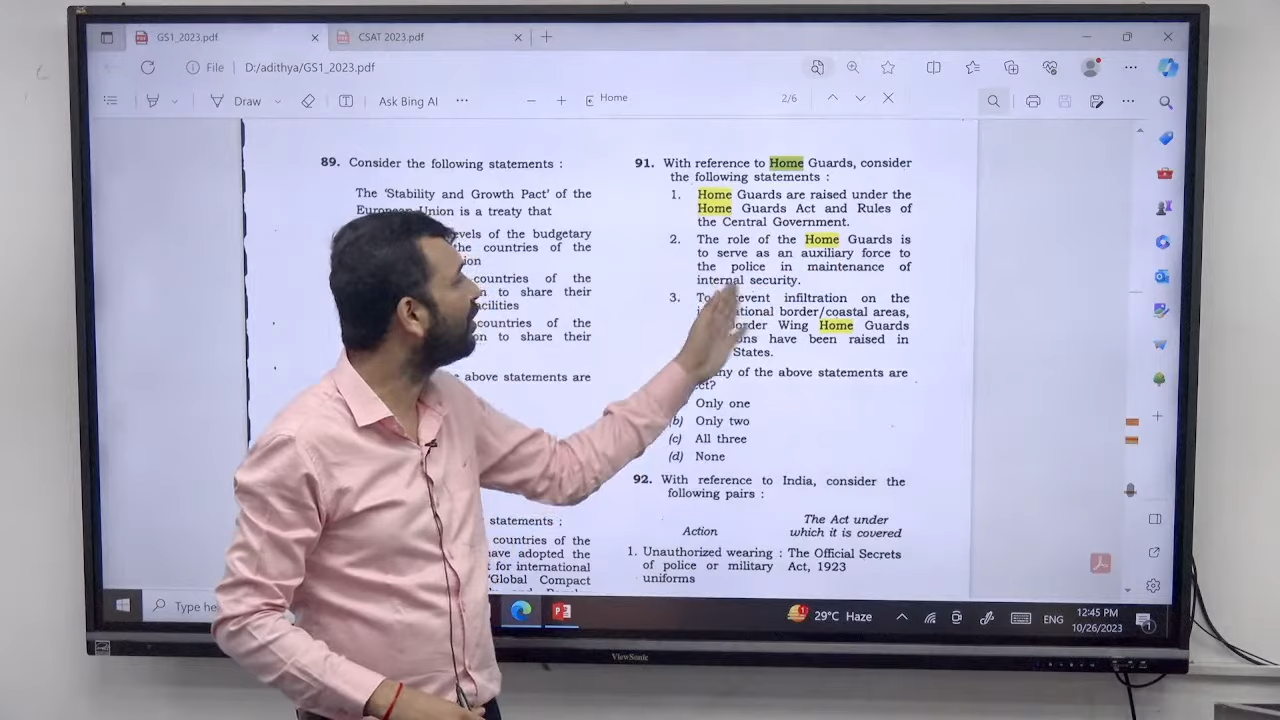 GS1_2023.pdf
CSAT 2023.pdf
File
D:/adithya/GS1_2023.pdf
Draw
Ask Bing AI
Home
2/6
89. Consider the following statements :
The 'Stability and Growth Pact' of the
European Union is a treaty that
levels of the budgetary
the countries of the
countries of the
to share their
countries of the
to share their
above statements are
statements :
countries of the
have adopted the
for international
'Global Compact
91. With reference to Home Guards, consider
the following statements :
1. Home Guards are raised under the
Home Guards Act and Rules of
the Central Government.
2. The role of the Home Guards is
to serve as an auxiliary force to
the police in maintenance of
internal security.
3. To prevent infiltration on the
international border/coastal areas,
Border Wing Home Guards
have been raised in
States.
of the above statements are
Only one
(b) Only two
(c) All three
(d) None
92. With reference to India, consider the
following pairs :
Action
The Act under
which it is covered
1. Unauthorized wearing : The Official Secrets
of police or military Act, 1923
uniforms
Type he
29°C Haze
ENG
12:45 PM
10/26/2023
1
ViewSonic